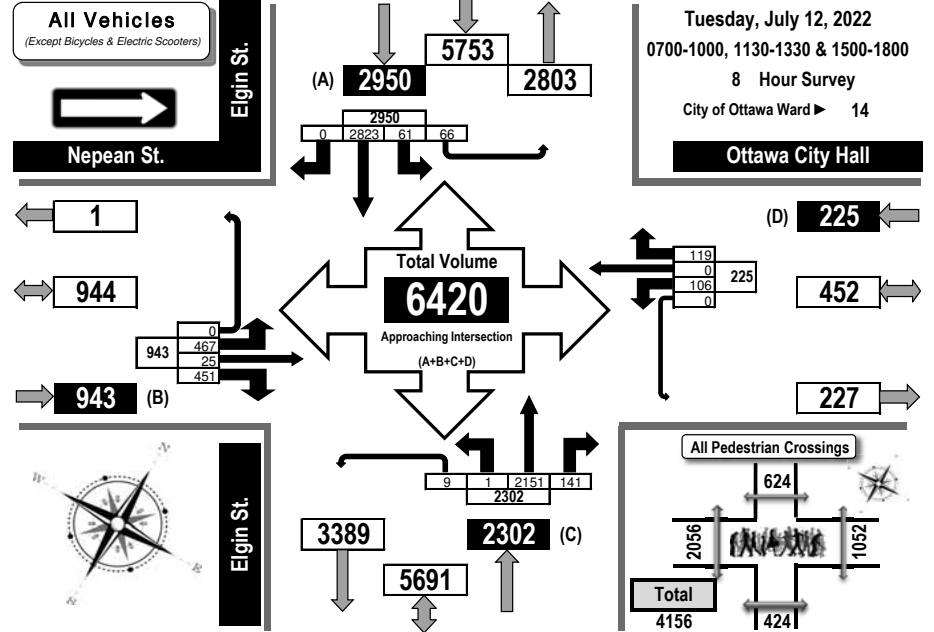 All Vehicles
(Except Bicycles & Electric Scooters)
Elgin St.
Nepean St.
5753
(A) 2950
2803
2950
0 2823 61 66
Tuesday, July 12, 2022
0700-1000, 1130-1330 & 1500-1800
8 Hour Survey
City of Ottawa Ward ► 14
Ottawa City Hall
1
944
943
0
467
25
451
943 (B)
Total Volume
6420
Approaching Intersection
(A+B+C+D)
(D) 225
119
0
106
0
225
452
227
N
W
E
S
Elgin St.
9 1 2151 141
2302
3389
2302 (C)
5691
All Pedestrian Crossings
624
2056
1052
Total
4156
424